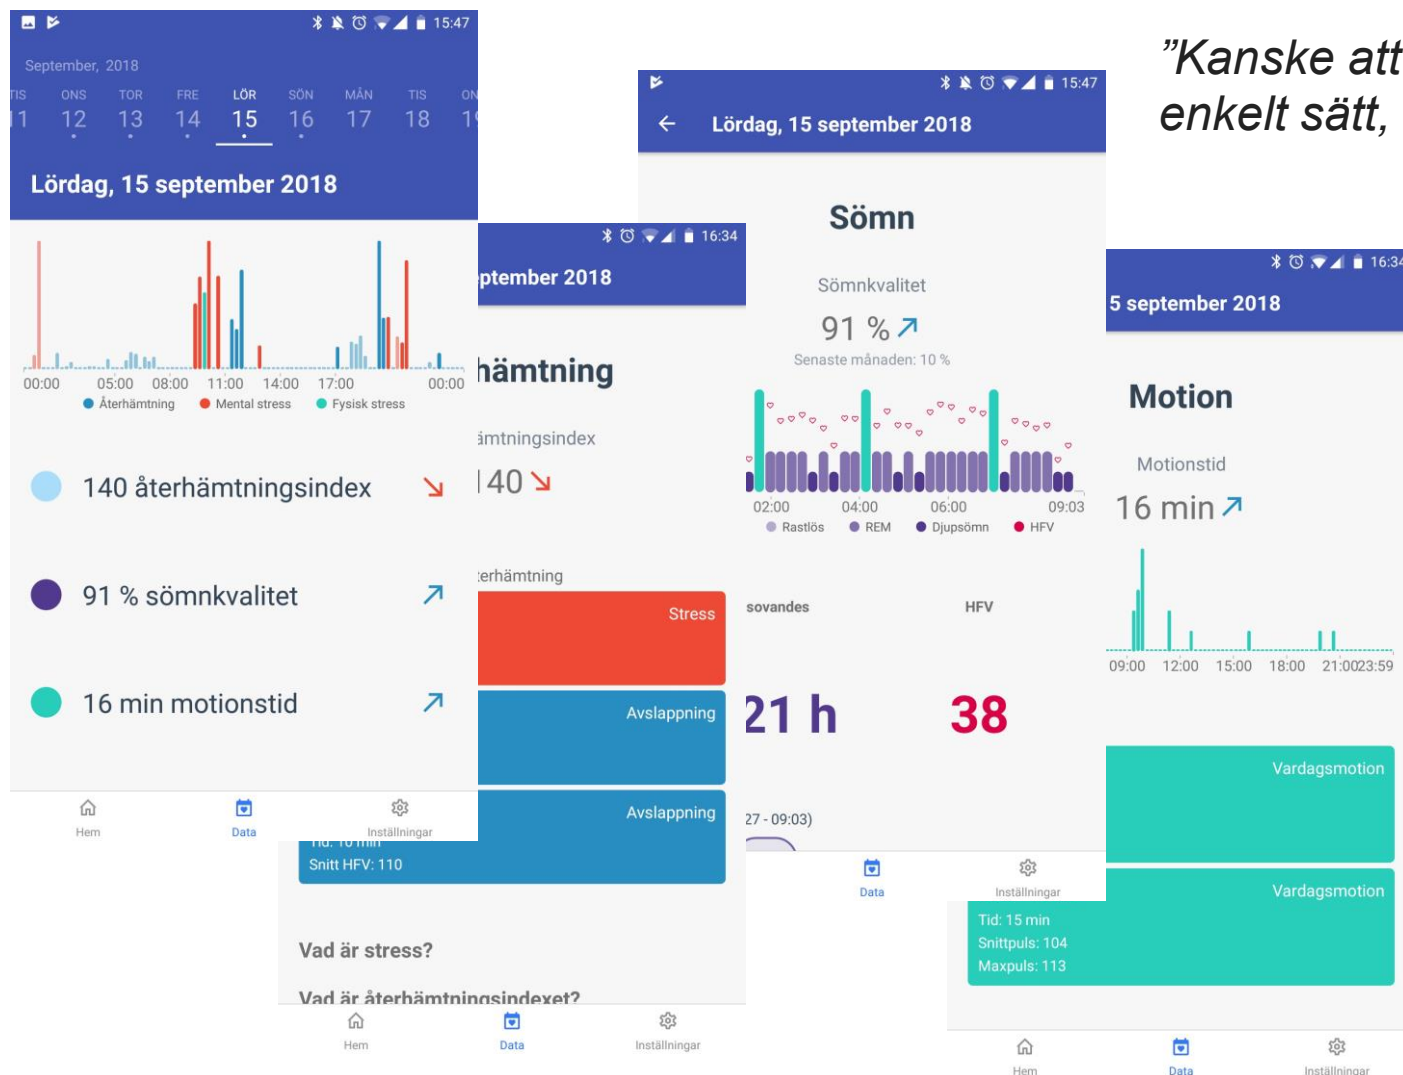 15:47
September, 2018
TIS ONS TOR FRE LÖR SÖN MÅN TIS ON
11 12 13 14 15 16 17 18 19
Lördag, 15 september 2018
00:00 05:00 08:00 11:00 14:00 17:00 00:00
Återhämtning Mental stress Fysisk stress
140 återhämtningsindex
91 % sömnkvalitet
16 min motionstid
Hem Data Inställningar
16:34
ptember 2018
hämtning
ämtningsindex
140
erhämtning
Stress
Avslappning
Avslappning
Tid: 10 min
Snitt HFV: 110
Vad är stress?
Vad är återhämtningsindexet?
Hem Data Inställningar
15:47
Lördag, 15 september 2018
Sömn
Sömnkvalitet
91 %
Senaste månaden: 10 %
02:00 04:00 06:00 09:03
Rastlös REM Djupsömn HFV
sovandes HFV
21 h 38
27 - 09:03)
Data Inställningar
”Kanske att
enkelt sätt,
16:34
5 september 2018
Motion
Motionstid
16 min
09:00 12:00 15:00 18:00 21:00 23:59
Vardagsmotion
Vardagsmotion
Tid: 15 min
Snittpuls: 104
Maxpuls: 113
Hem Data Inställningar